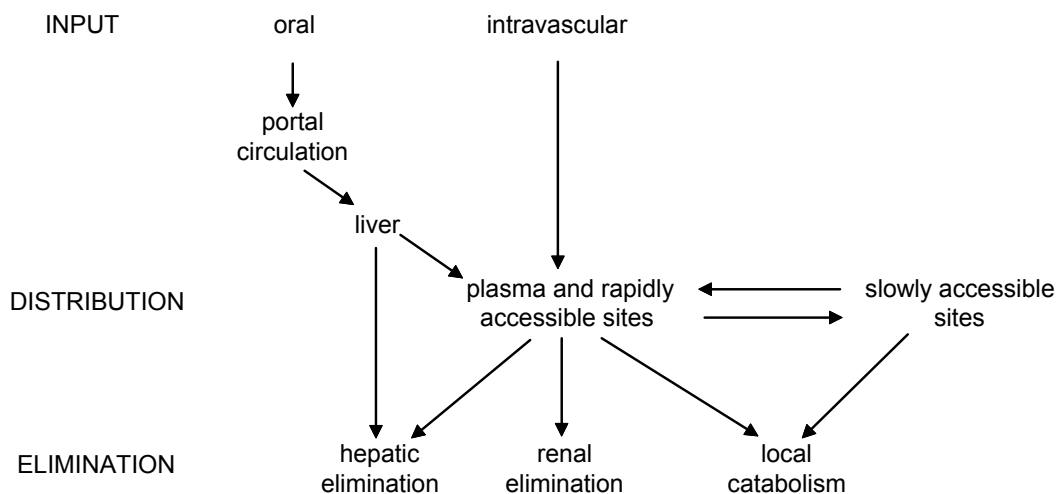 INPUT
oral
intravascular
portal
circulation
liver
DISTRIBUTION
plasma and rapidly
accessible sites
slowly accessible
sites
ELIMINATION
hepatic
elimination
renal
elimination
local
catabolism